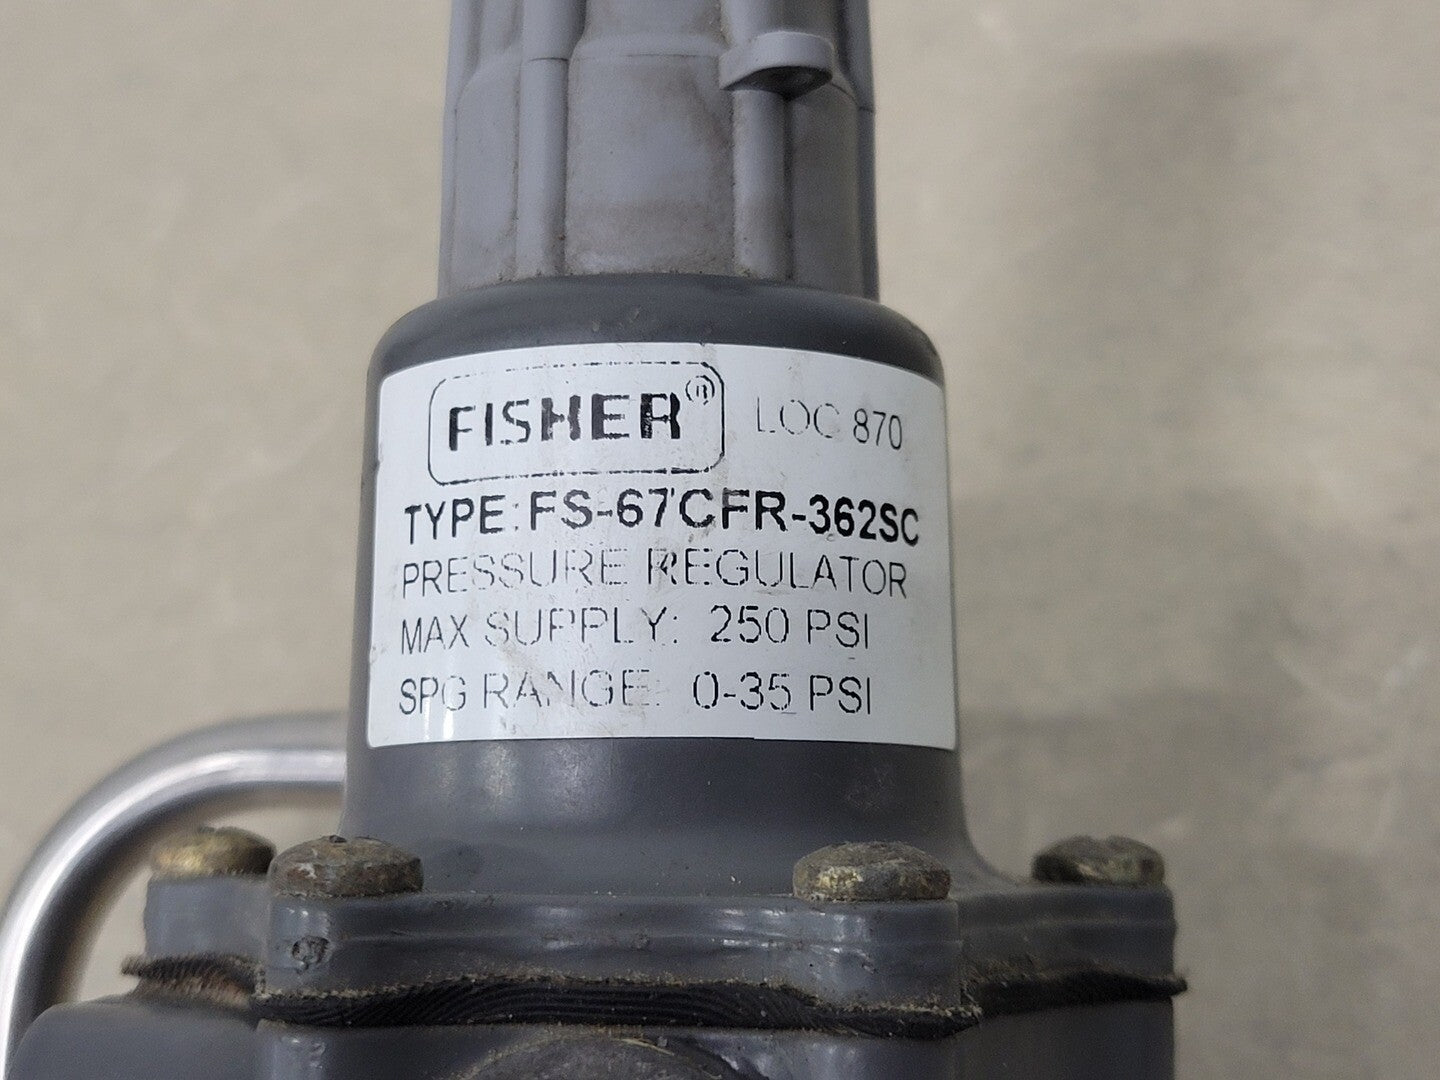 FISHER® LOC 870
TYPE: FS-67CFR-362SC
PRESSURE REGULATOR
MAX SUPPLY: 250 PSI
SPG RANGE: 0-35 PSI